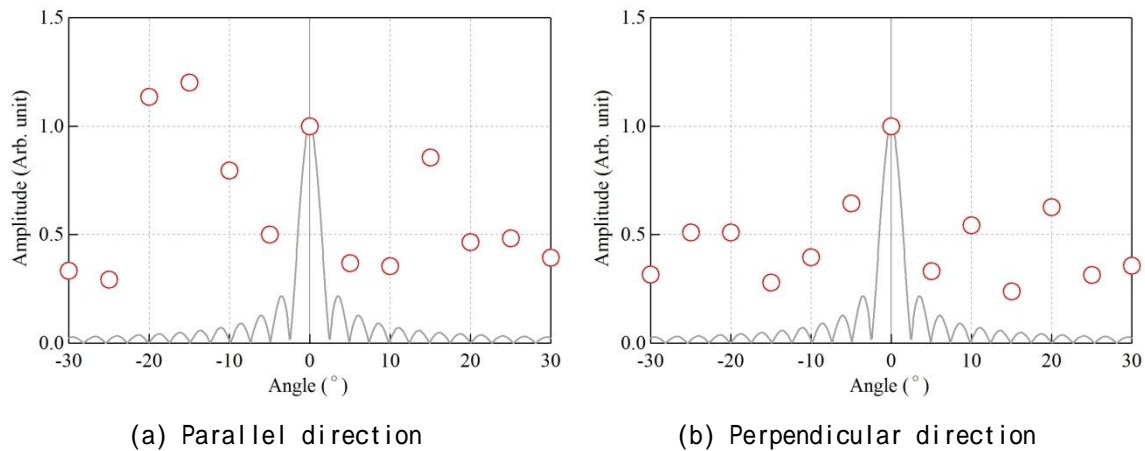 1.5
1.0
0.5
0.0
Amplitude (Arb. unit)
-30 -20 -10 0 10 20 30
Angle (°)
(a) Parallel direction
1.5
1.0
0.5
0.0
Amplitude (Arb. unit)
-30 -20 -10 0 10 20 30
Angle (°)
(b) Perpendicular direction